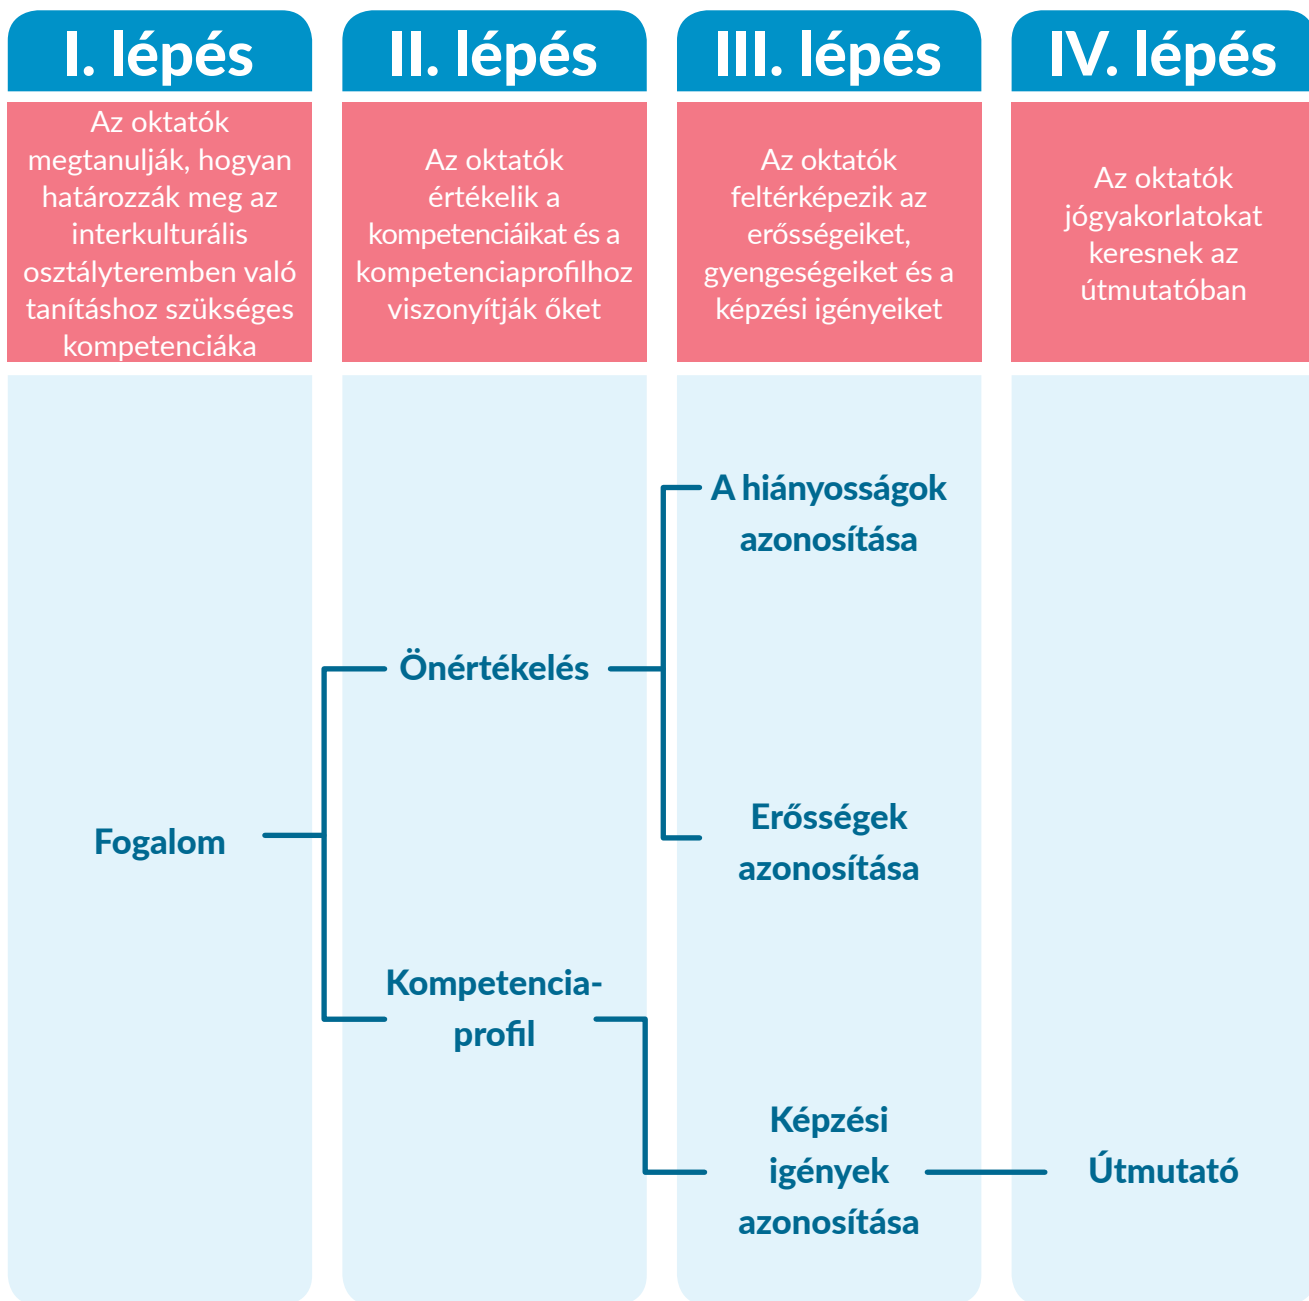 I. lépés
Az oktatók
megtanulják, hogyan
határozzák meg az
interkulturális
osztályteremben való
tanításhoz szükséges
kompetenciáka
II. lépés
Az oktatók
értékelik a
kompetenciáikat és a
kompetenciaprofilhoz
viszonyítják őket
III. lépés
Az oktatók
feltérképezik az
erősségeiket,
gyengeségeiket és a
képzési igényeiket
IV. lépés
Az oktatók
jógyakorlatokat
keresnek az
útmutatóban
Fogalom
Önértékelés
Kompetencia-
profil
A hiányosságok
azonosítása
Erősségek
azonosítása
Képzési
igények
azonosítása
Útmutató